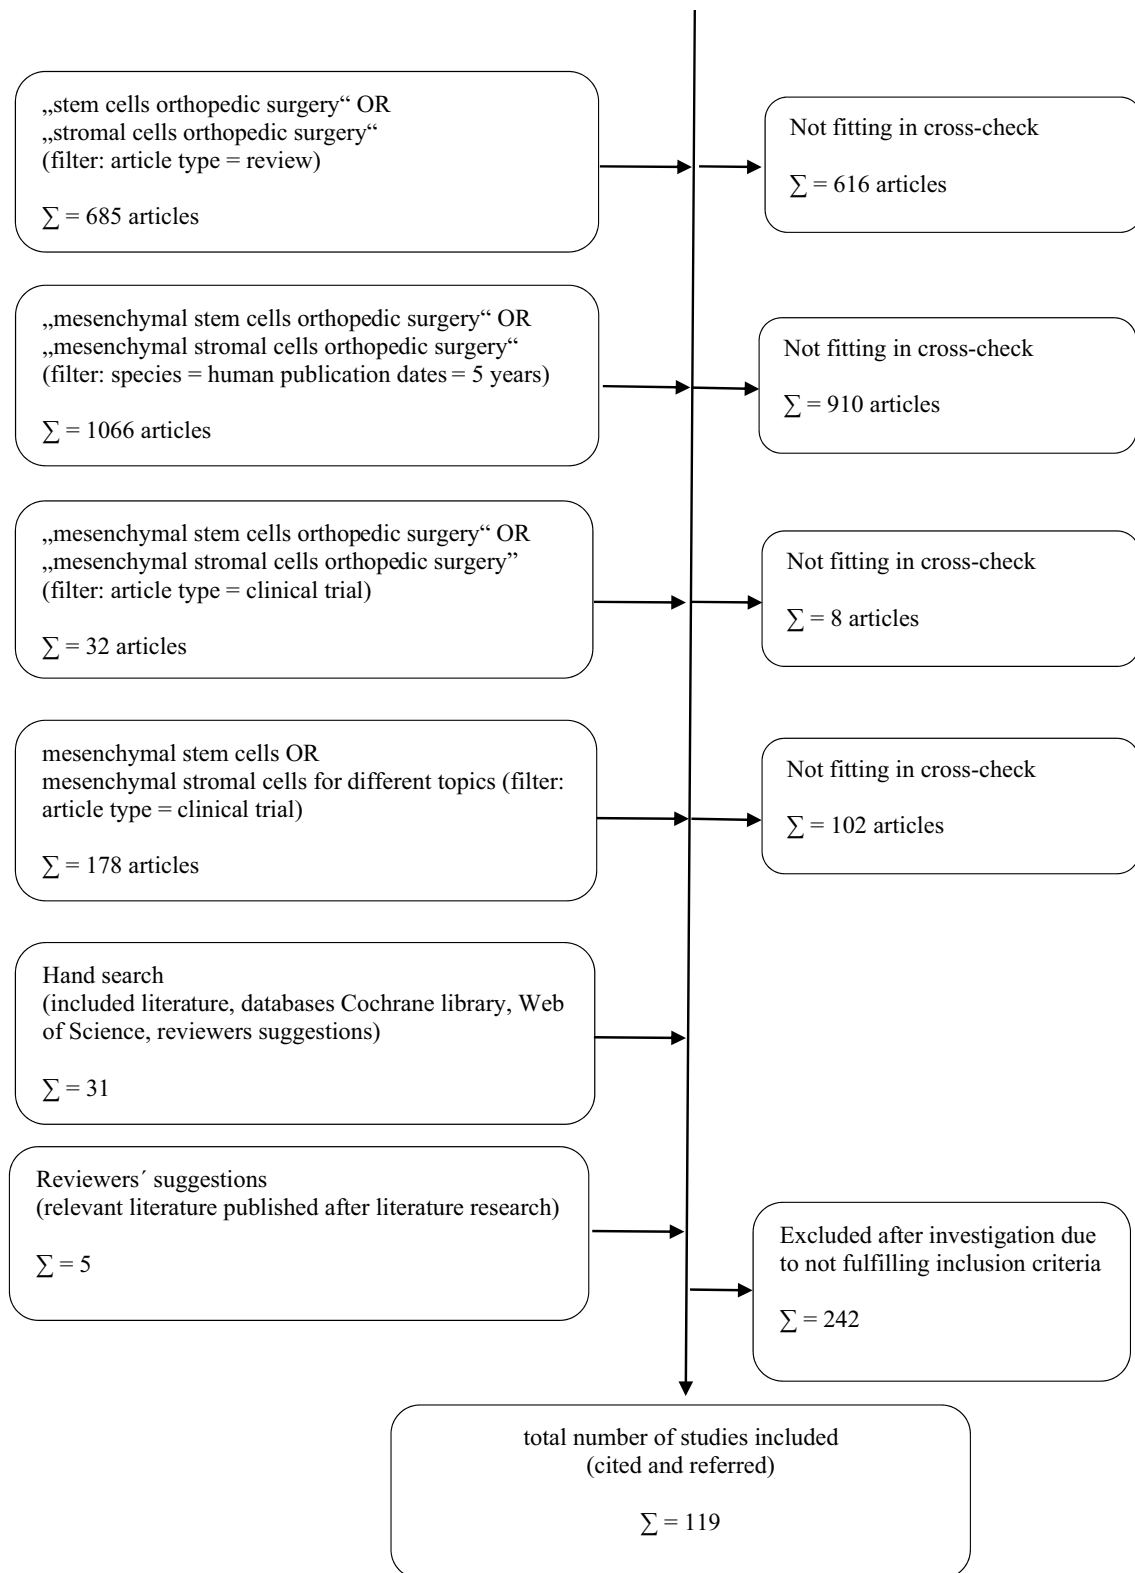 „stem cells orthopedic surgery“ OR
„stromal cells orthopedic surgery“
(filter: article type = review)
∑ = 685 articles
Not fitting in cross-check
∑ = 616 articles
„mesenchymal stem cells orthopedic surgery“ OR
„mesenchymal stromal cells orthopedic surgery“
(filter: species = human publication dates = 5 years)
∑ = 1066 articles
Not fitting in cross-check
∑ = 910 articles
„mesenchymal stem cells orthopedic surgery“ OR
„mesenchymal stromal cells orthopedic surgery”
(filter: article type = clinical trial)
∑ = 32 articles
Not fitting in cross-check
∑ = 8 articles
mesenchymal stem cells OR
mesenchymal stromal cells for different topics (filter:
article type = clinical trial)
∑ = 178 articles
Not fitting in cross-check
∑ = 102 articles
Hand search
(included literature, databases Cochrane library, Web
of Science, reviewers suggestions)
∑ = 31
Reviewers´ suggestions
(relevant literature published after literature research)
∑ = 5
Excluded after investigation due
to not fulfilling inclusion criteria
∑ = 242
total number of studies included
(cited and referred)
∑ = 119